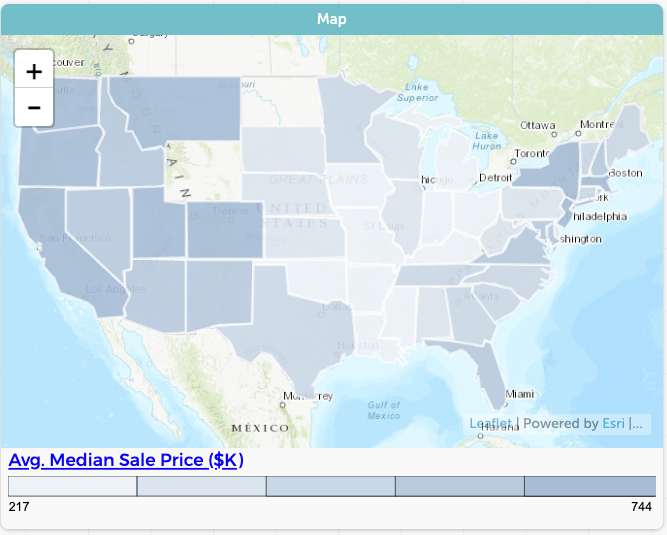 Map
Calgary
+
couver
−
Lake
Superior
Ottawa
Montre
Lake
Huron
Toronto
hicago
Detroit
Boston
GREAT PLAINS
Denver
UNITED
STATES
rk
hiladelphia
St Louis
shington
San Francisco
Los Angeles
Atlanta
Dallas
Houston
Monterrey
Miami
Gulf of
Mexico
Leaflet | Powered by Esri |...
MÉXICO
Havana
Avg. Median Sale Price ($K)
217
744